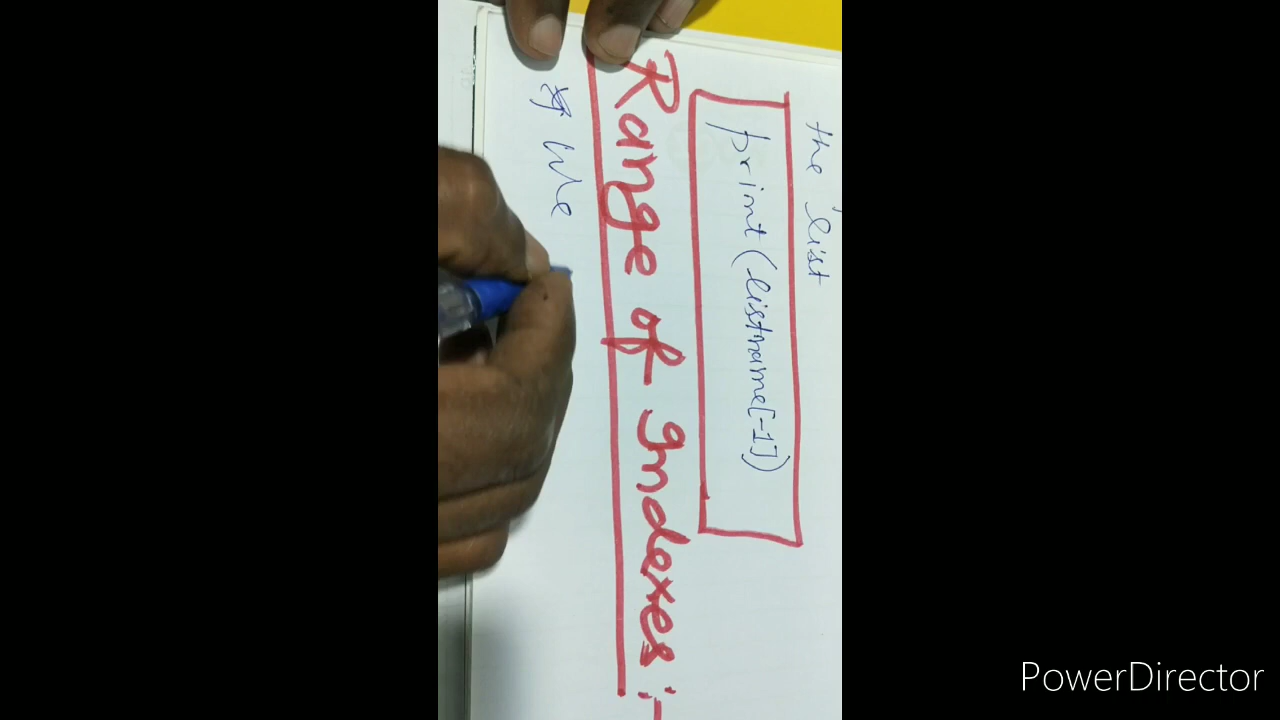 the list
print(listname[-1])
Range of Indexes :-
* We
PowerDirector